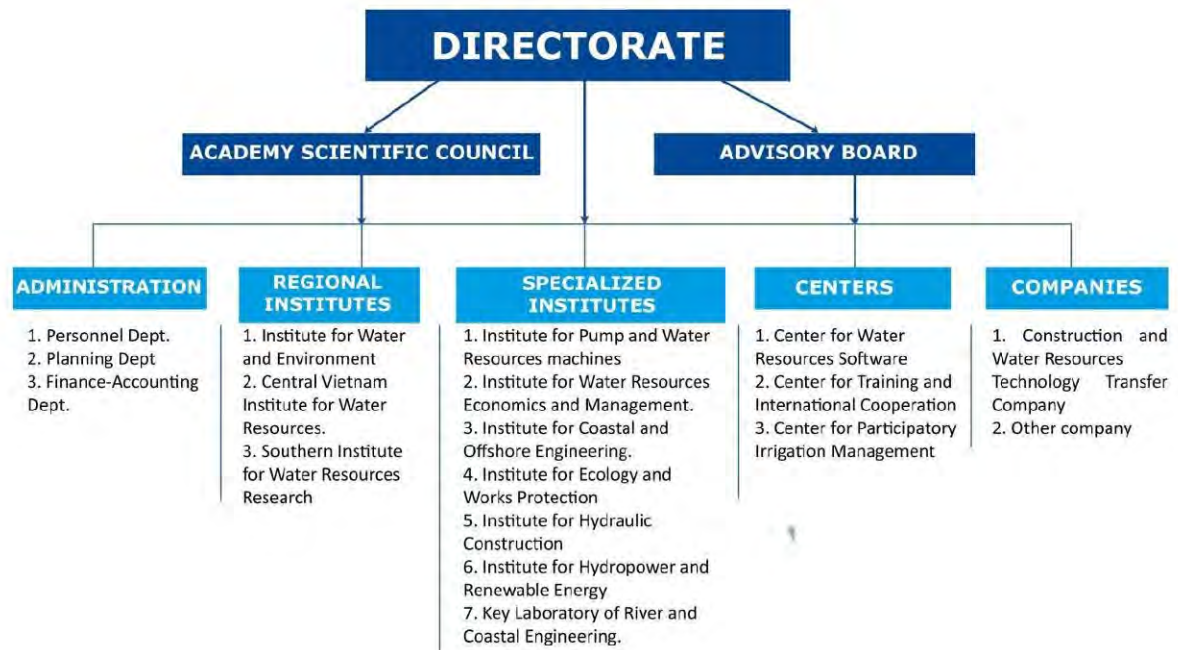 DIRECTORATE
ACADEMY SCIENTIFIC COUNCIL
ADVISORY BOARD
ADMINISTRATION
1. Personnel Dept.
2. Planning Dept
3. Finance-Accounting
Dept.
REGIONAL
INSTITUTES
1. Institute for Water
and Environment
2. Central Vietnam
Institute for Water
Resources.
3. Southern Institute
for Water Resources
Research
SPECIALIZED
INSTITUTES
1. Institute for Pump and Water
Resources machines
2. Institute for Water Resources
Economics and Management.
3. Institute for Coastal and
Offshore Engineering.
4. Institute for Ecology and
Works Protection
5. Institute for Hydraulic
Construction
6. Institute for Hydropower and
Renewable Energy
7. Key Laboratory of River and
Coastal Engineering.
CENTERS
1. Center for Water
Resources Software
2. Center for Training and
International Cooperation
3. Center for Participatory
Irrigation Management
COMPANIES
1. Construction and
Water Resources
Technology Transfer
Company
2. Other company